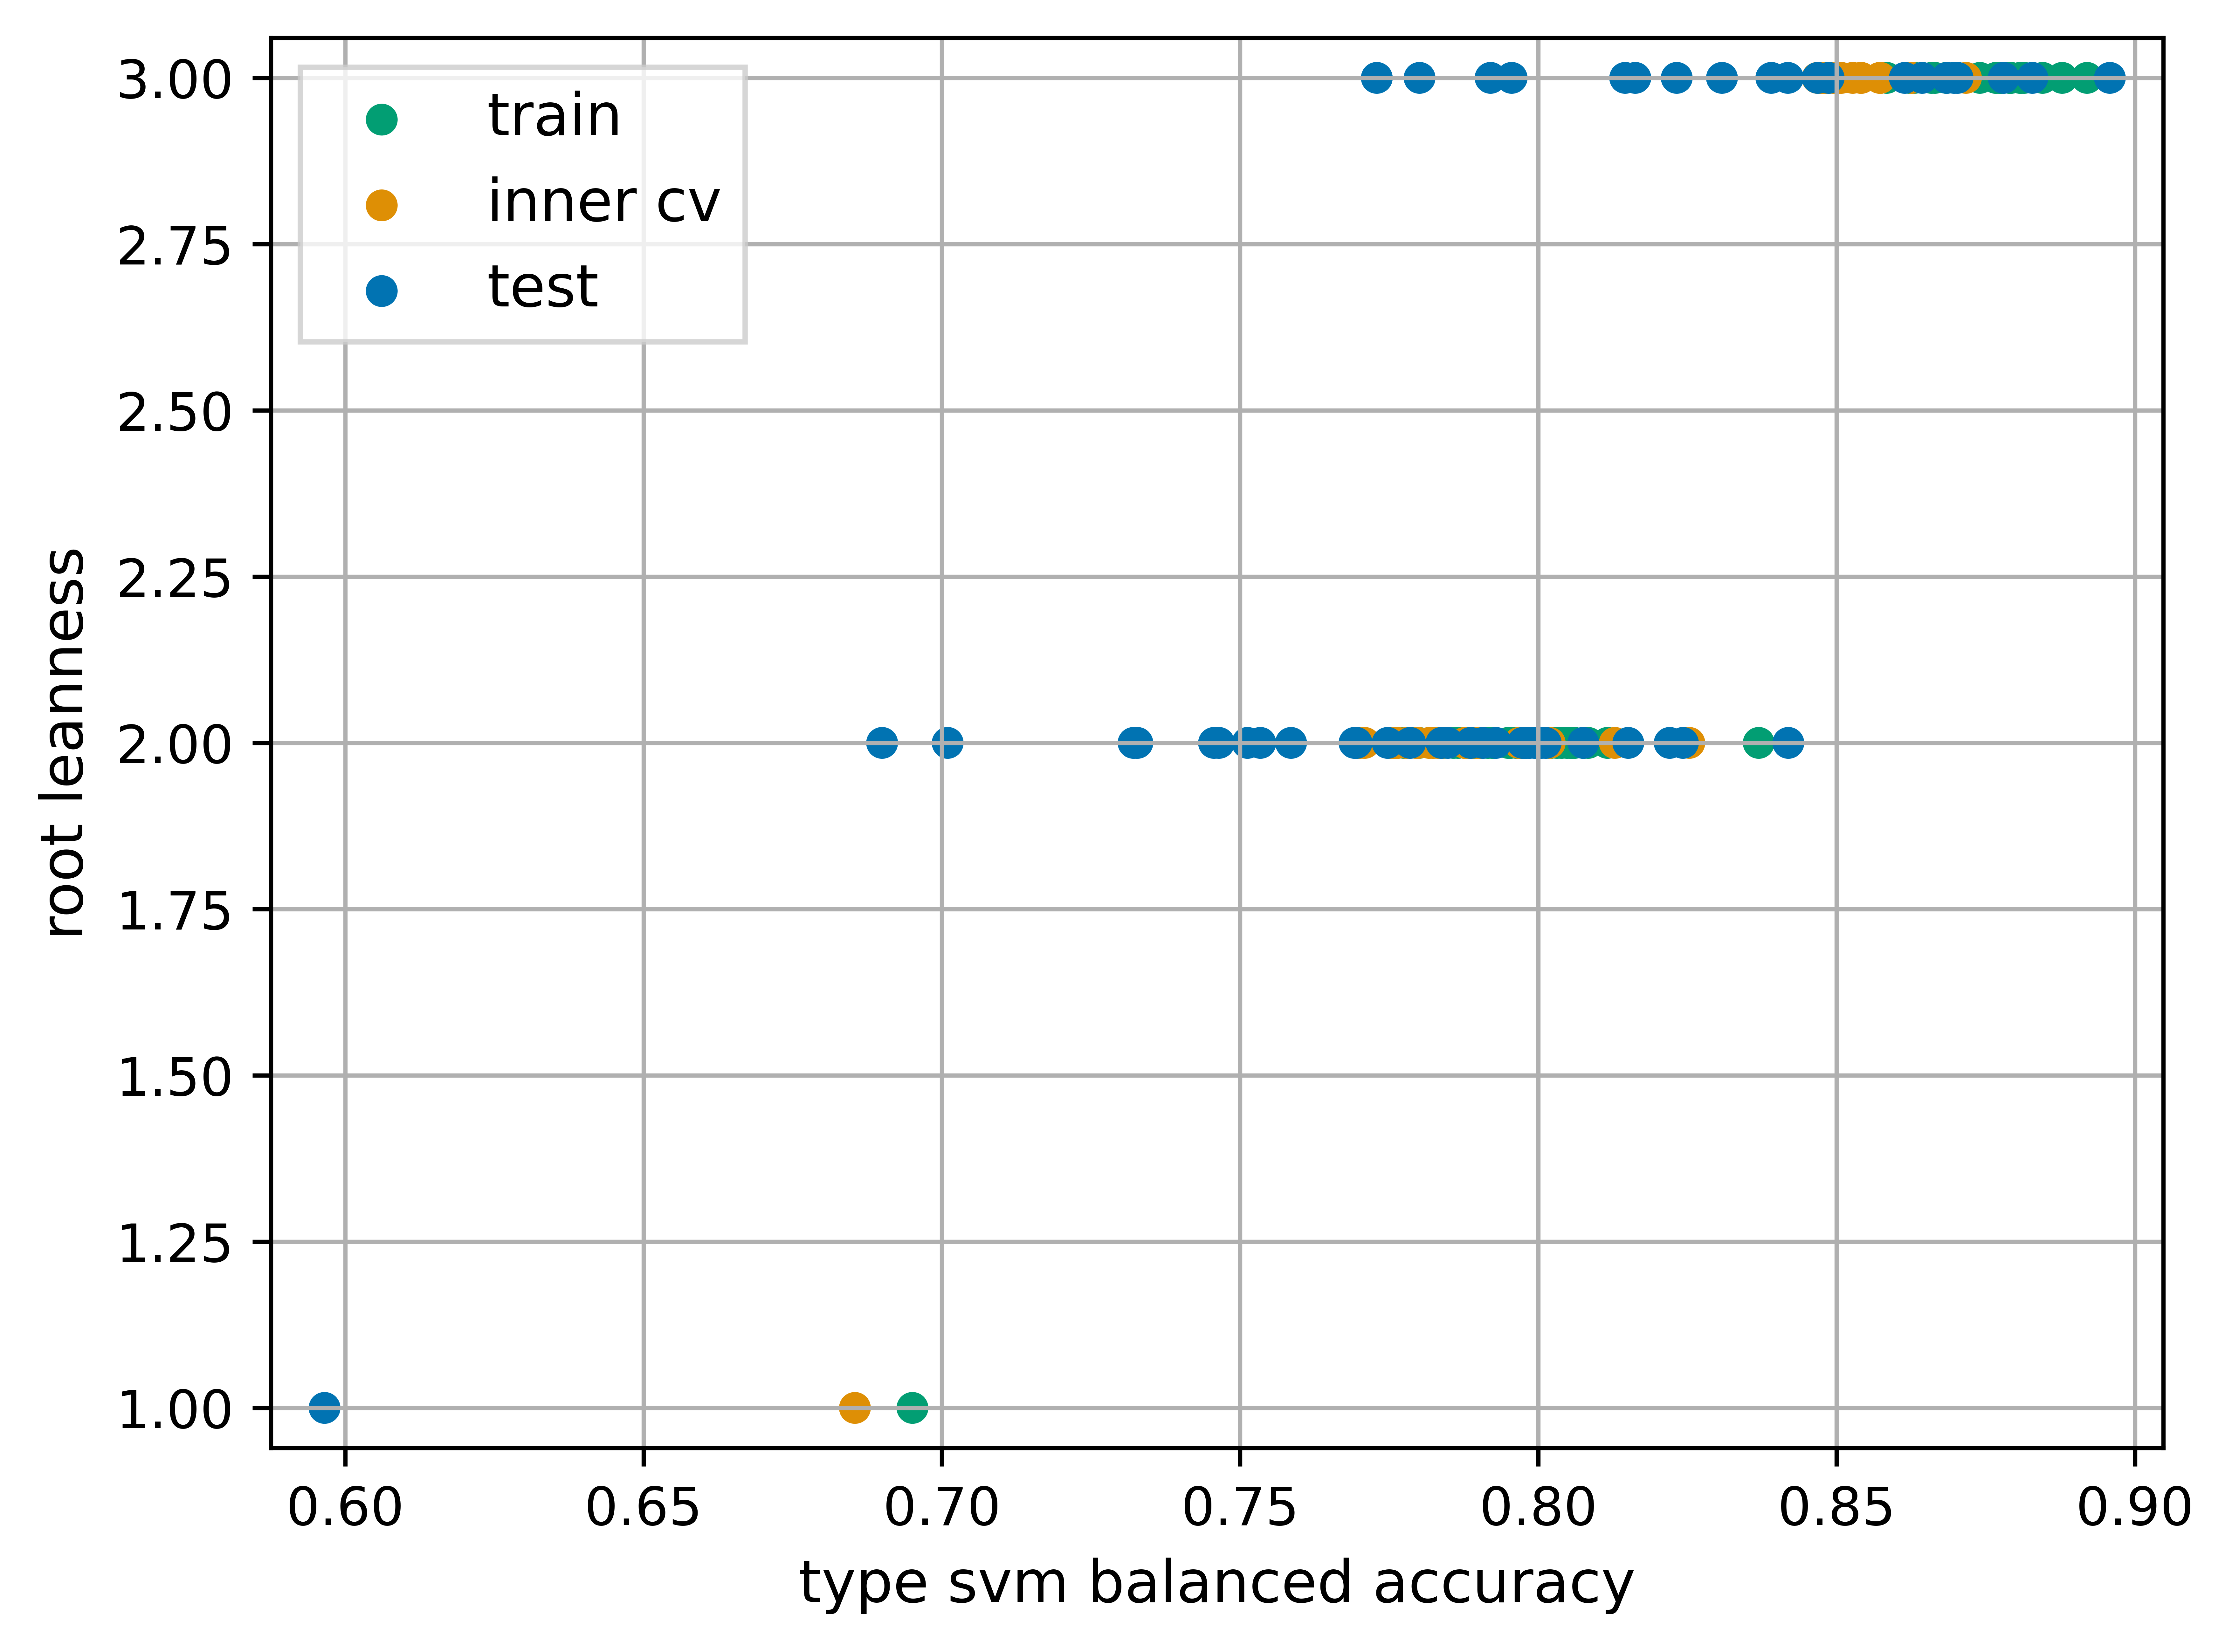 train
inner cv
test
3.00
2.75
2.50
2.25
2.00
1.75
1.50
1.25
1.00
root leanness
0.60 0.65 0.70 0.75 0.80 0.85 0.90
type svm balanced accuracy